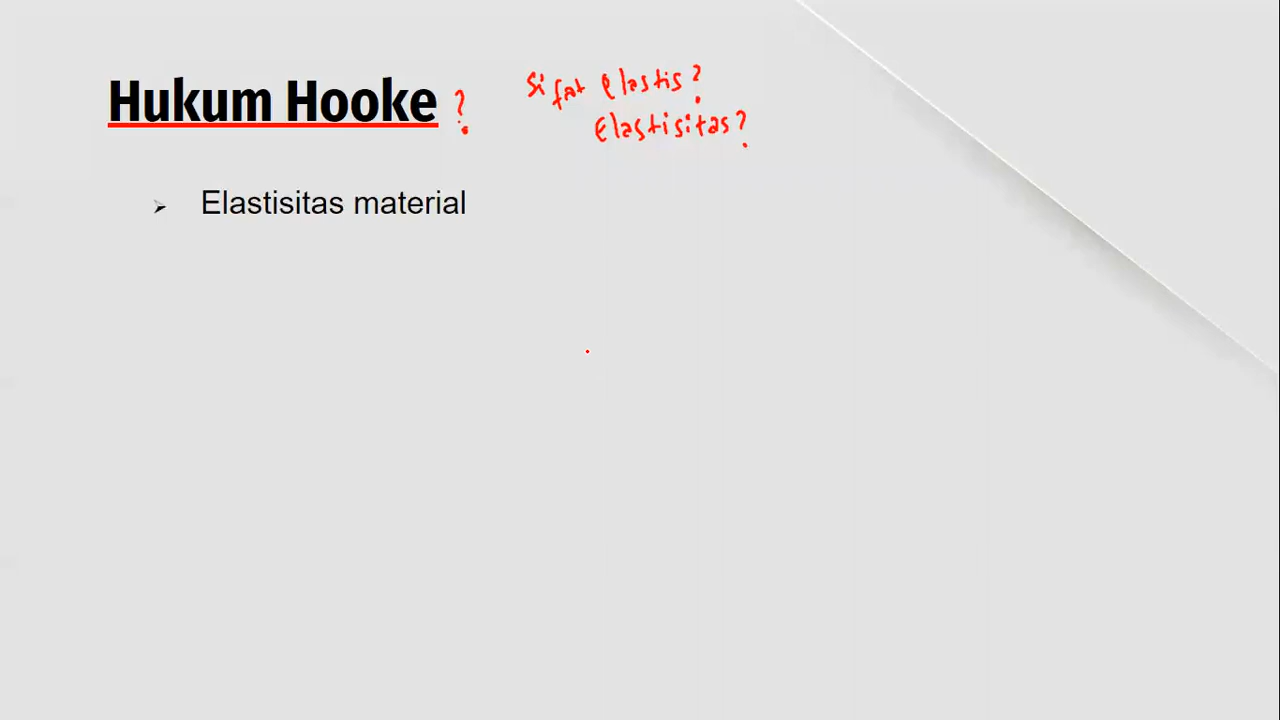 Hukum Hooke ?
Sifat elastis?
Elastisitas?
➢ Elastisitas material